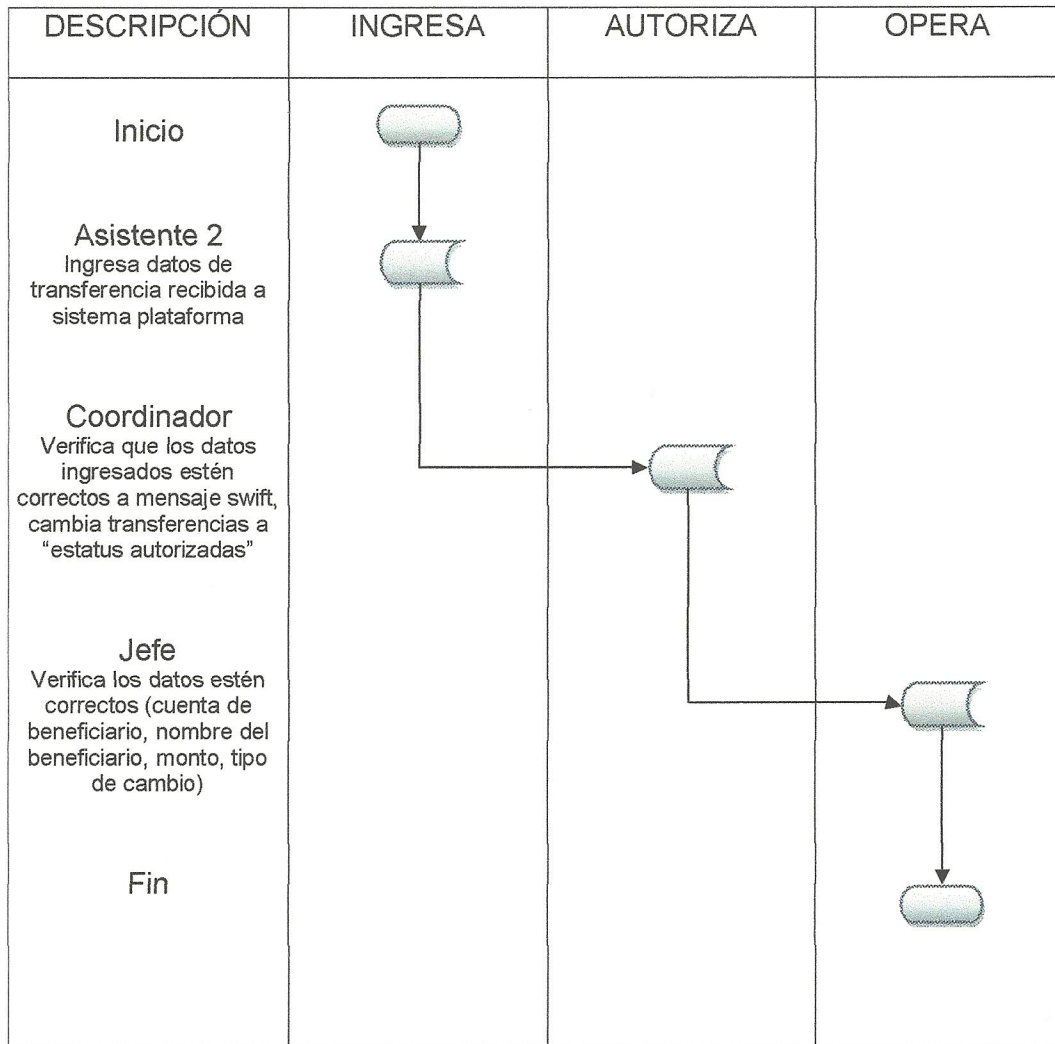 DESCRIPCIÓN INGRESA AUTORIZA OPERA
Inicio
Asistente 2
Ingresa datos de
transferencia recibida a
sistema plataforma
Coordinador
Verifica que los datos
ingresados estén
correctos a mensaje swift,
cambia transferencias a
“estatus autorizadas”
Jefe
Verifica los datos estén
correctos (cuenta de
beneficiario, nombre del
beneficiario, monto, tipo
de cambio)
Fin